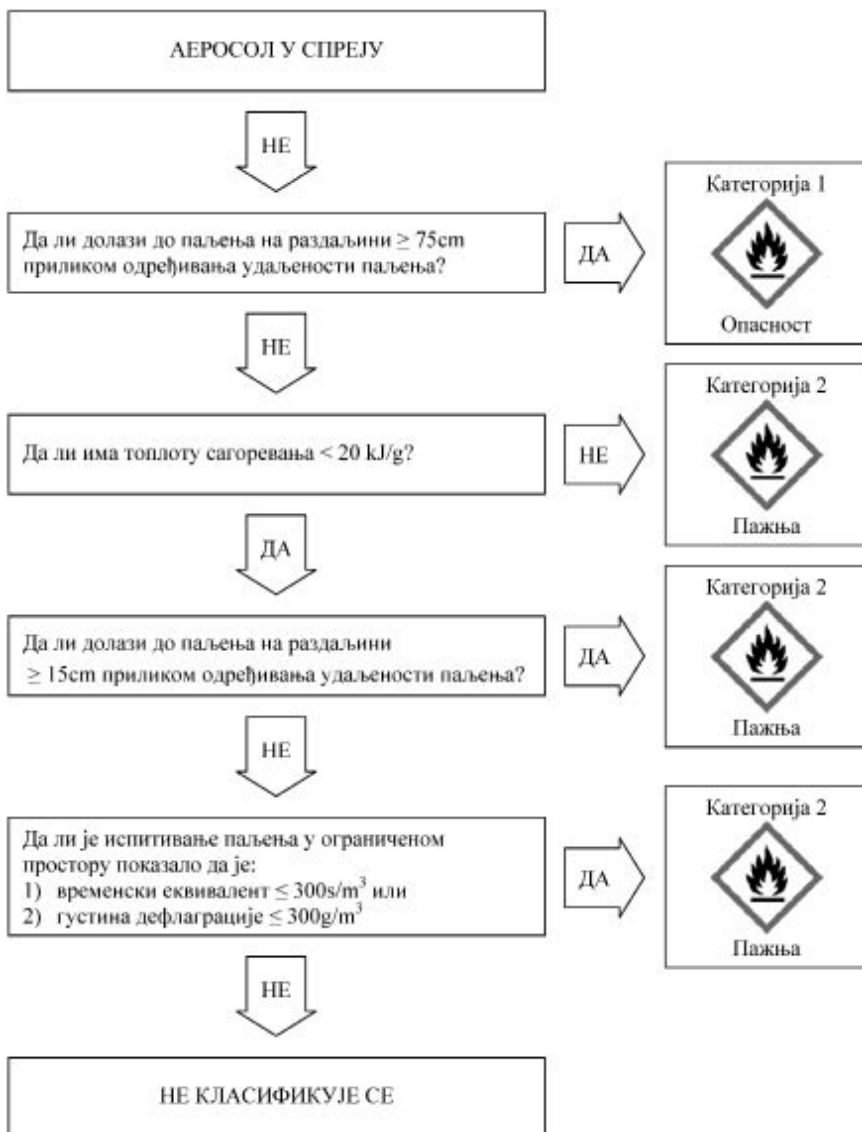 АЕРОСОЛ У СПРЕЈУ
НЕ
Да ли долази до паљења на раздаљини ≥ 75cm
приликом одређивања удаљености паљења?
ДА
Категорија 1
Опасност
НЕ
Да ли има топлоту сагоревања < 20 kJ/g?
НЕ
Категорија 2
Пажња
ДА
Да ли долази до паљења на раздаљини
≥ 15cm приликом одређивања удаљености паљења?
ДА
Категорија 2
Пажња
НЕ
Да ли је испитивање паљења у ограниченом
простору показало да је:
1) временски еквивалент ≤ 300s/m³ или
2) густина дефлаграције ≤ 300g/m³
ДА
Категорија 2
Пажња
НЕ
НЕ КЛАСИФИКУЈЕ СЕ